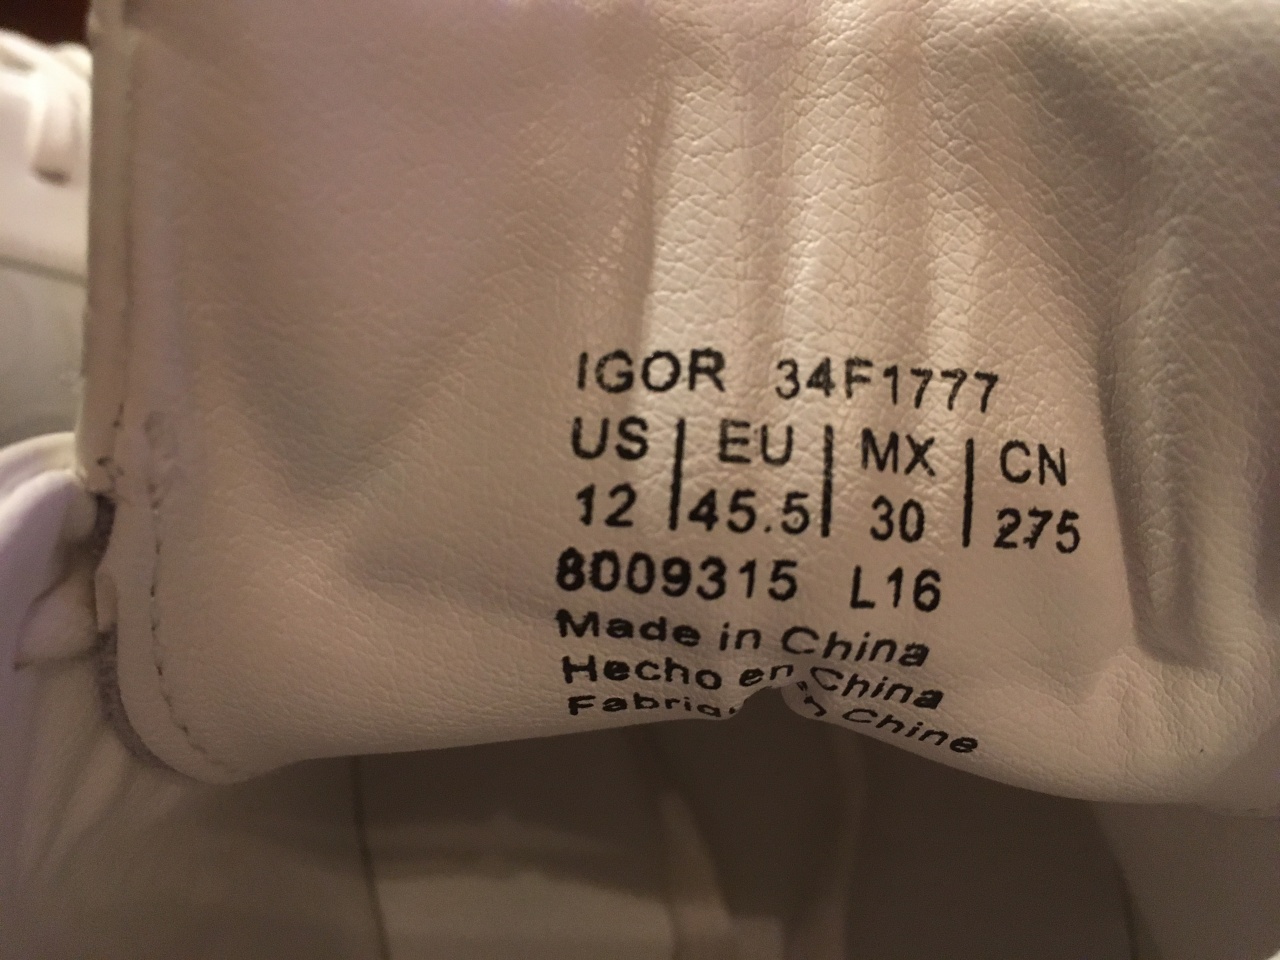 IGOR 34F1777
US | EU | MX | CN
12 | 45.5 | 30 | 275
8009315 L16
Made in China
Hecho en China
Chine